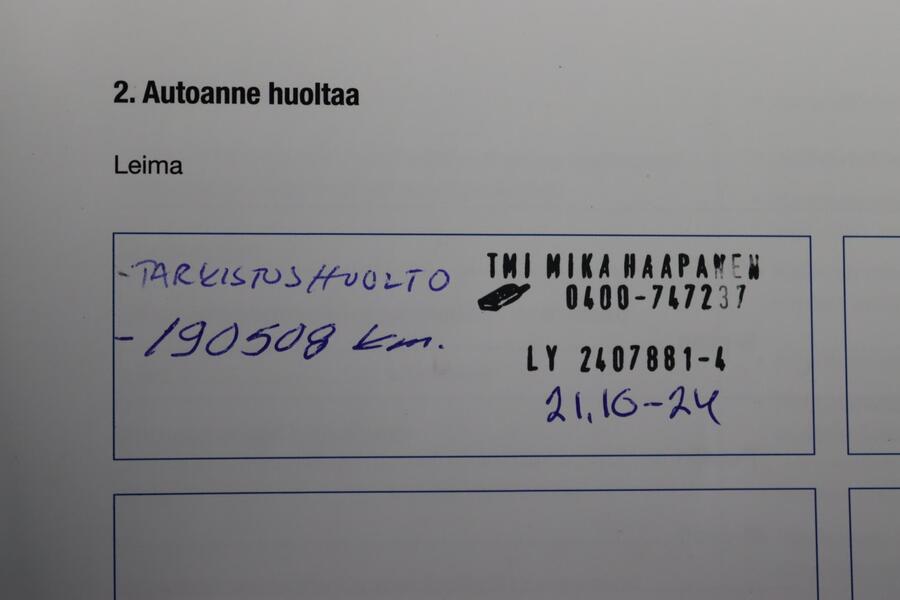 2. Autoanne huoltaa
Leima
-TARKISTUSHUOLTO
- 190508 km.
TMI MIKA HAAPANEN
0400-747237
LY 2407881-4
21.10-24